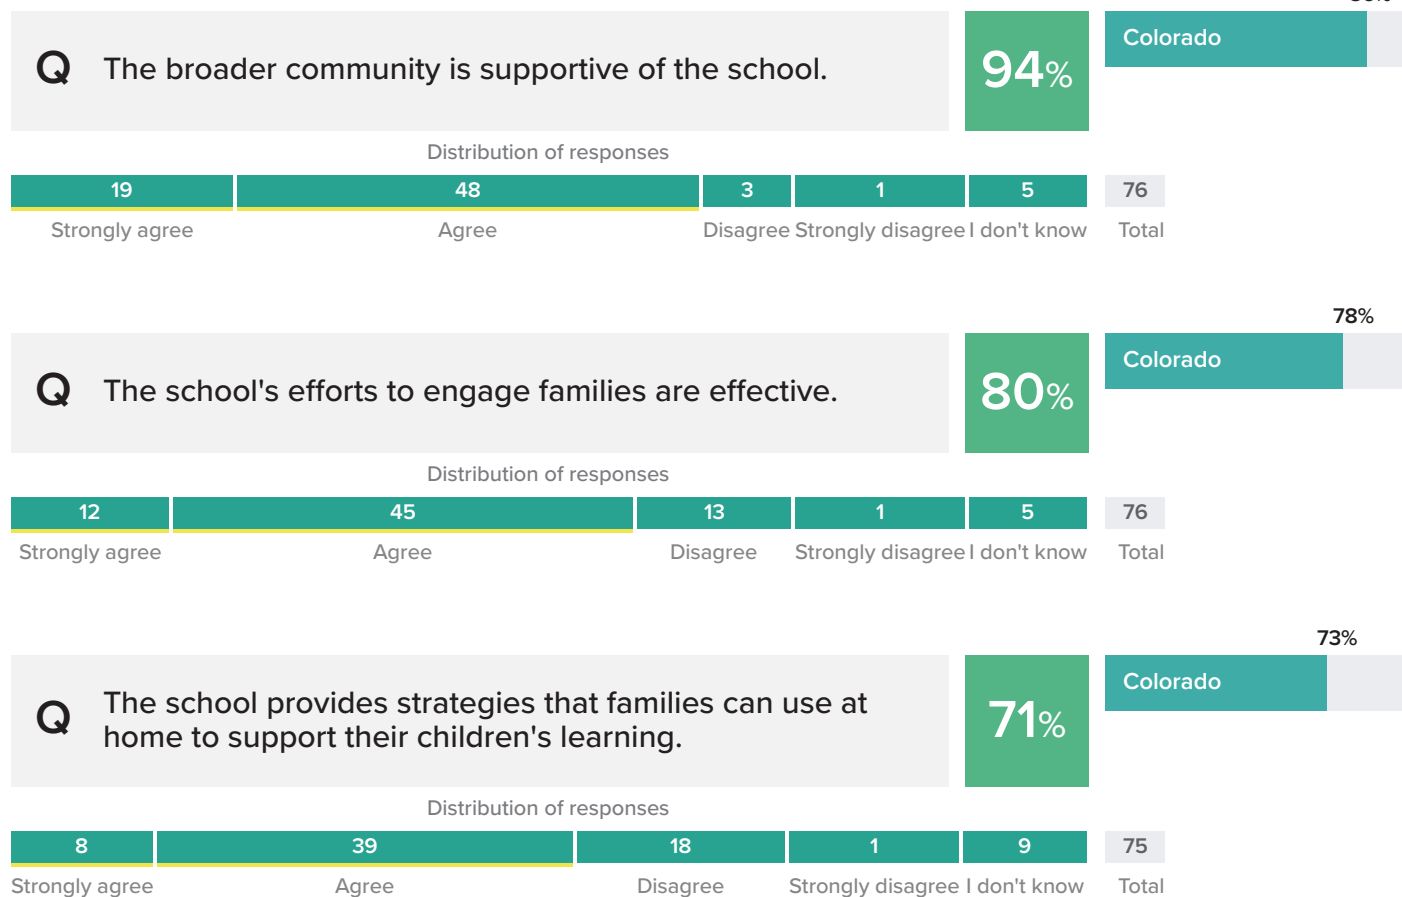 Q The broader community is supportive of the school.
94%
Colorado
Distribution of responses
19 48 3 1 5 76
Strongly agree Agree Disagree Strongly disagree I don't know Total
78%
Q The school's efforts to engage families are effective.
80%
Colorado
Distribution of responses
12 45 13 1 5 76
Strongly agree Agree Disagree Strongly disagree I don't know Total
73%
Q The school provides strategies that families can use at
home to support their children's learning.
71%
Colorado
Distribution of responses
8 39 18 1 9 75
Strongly agree Agree Disagree Strongly disagree I don't know Total